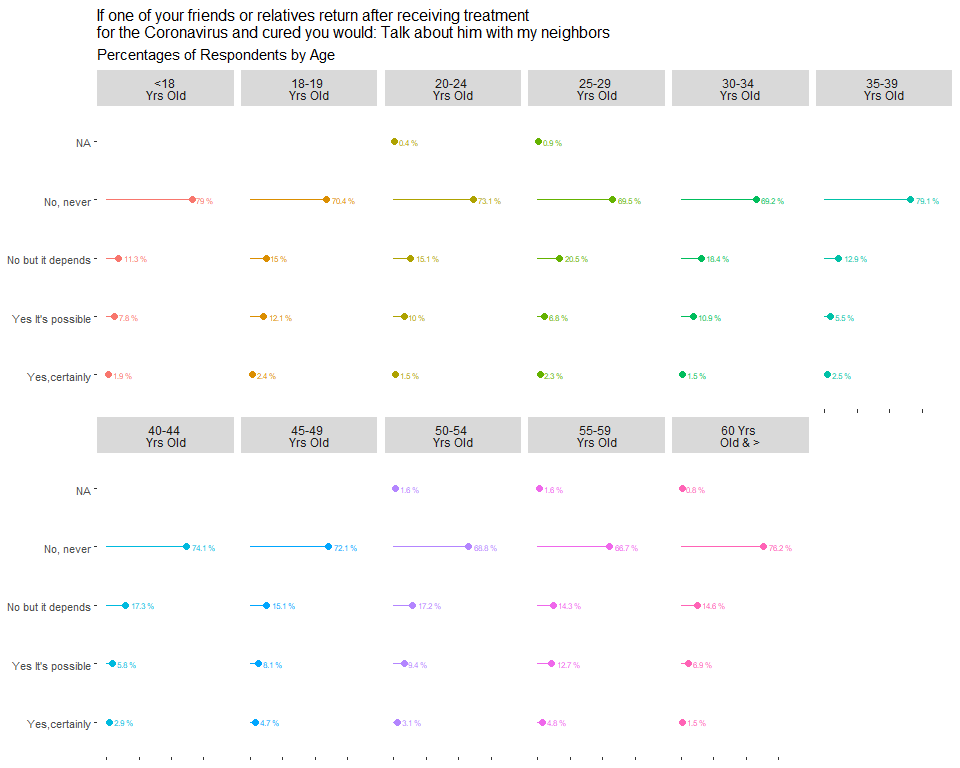 If one of your friends or relatives return after receiving treatment
for the Coronavirus and cured you would: Talk about him with my neighbors
Percentages of Respondents by Age
<18
Yrs Old
18-19
Yrs Old
20-24
Yrs Old
25-29
Yrs Old
30-34
Yrs Old
35-39
Yrs Old
NA
0.4 %
0.9 %
No, never
79 %
70.4 %
73.1 %
69.5 %
69.2 %
79.1 %
No but it depends
11.3 %
15 %
15.1 %
20.5 %
18.4 %
12.9 %
Yes It's possible
7.8 %
12.1 %
10 %
6.8 %
10.9 %
5.5 %
Yes,certainly
1.9 %
2.4 %
1.5 %
2.3 %
1.5 %
2.5 %
40-44
Yrs Old
45-49
Yrs Old
50-54
Yrs Old
55-59
Yrs Old
60 Yrs
Old & >
NA
1.6 %
1.6 %
0.8 %
No, never
74.1 %
72.1 %
68.8 %
66.7 %
76.2 %
No but it depends
17.3 %
15.1 %
17.2 %
14.3 %
14.6 %
Yes It's possible
5.8 %
8.1 %
9.4 %
12.7 %
6.9 %
Yes,certainly
2.9 %
4.7 %
3.1 %
4.8 %
1.5 %